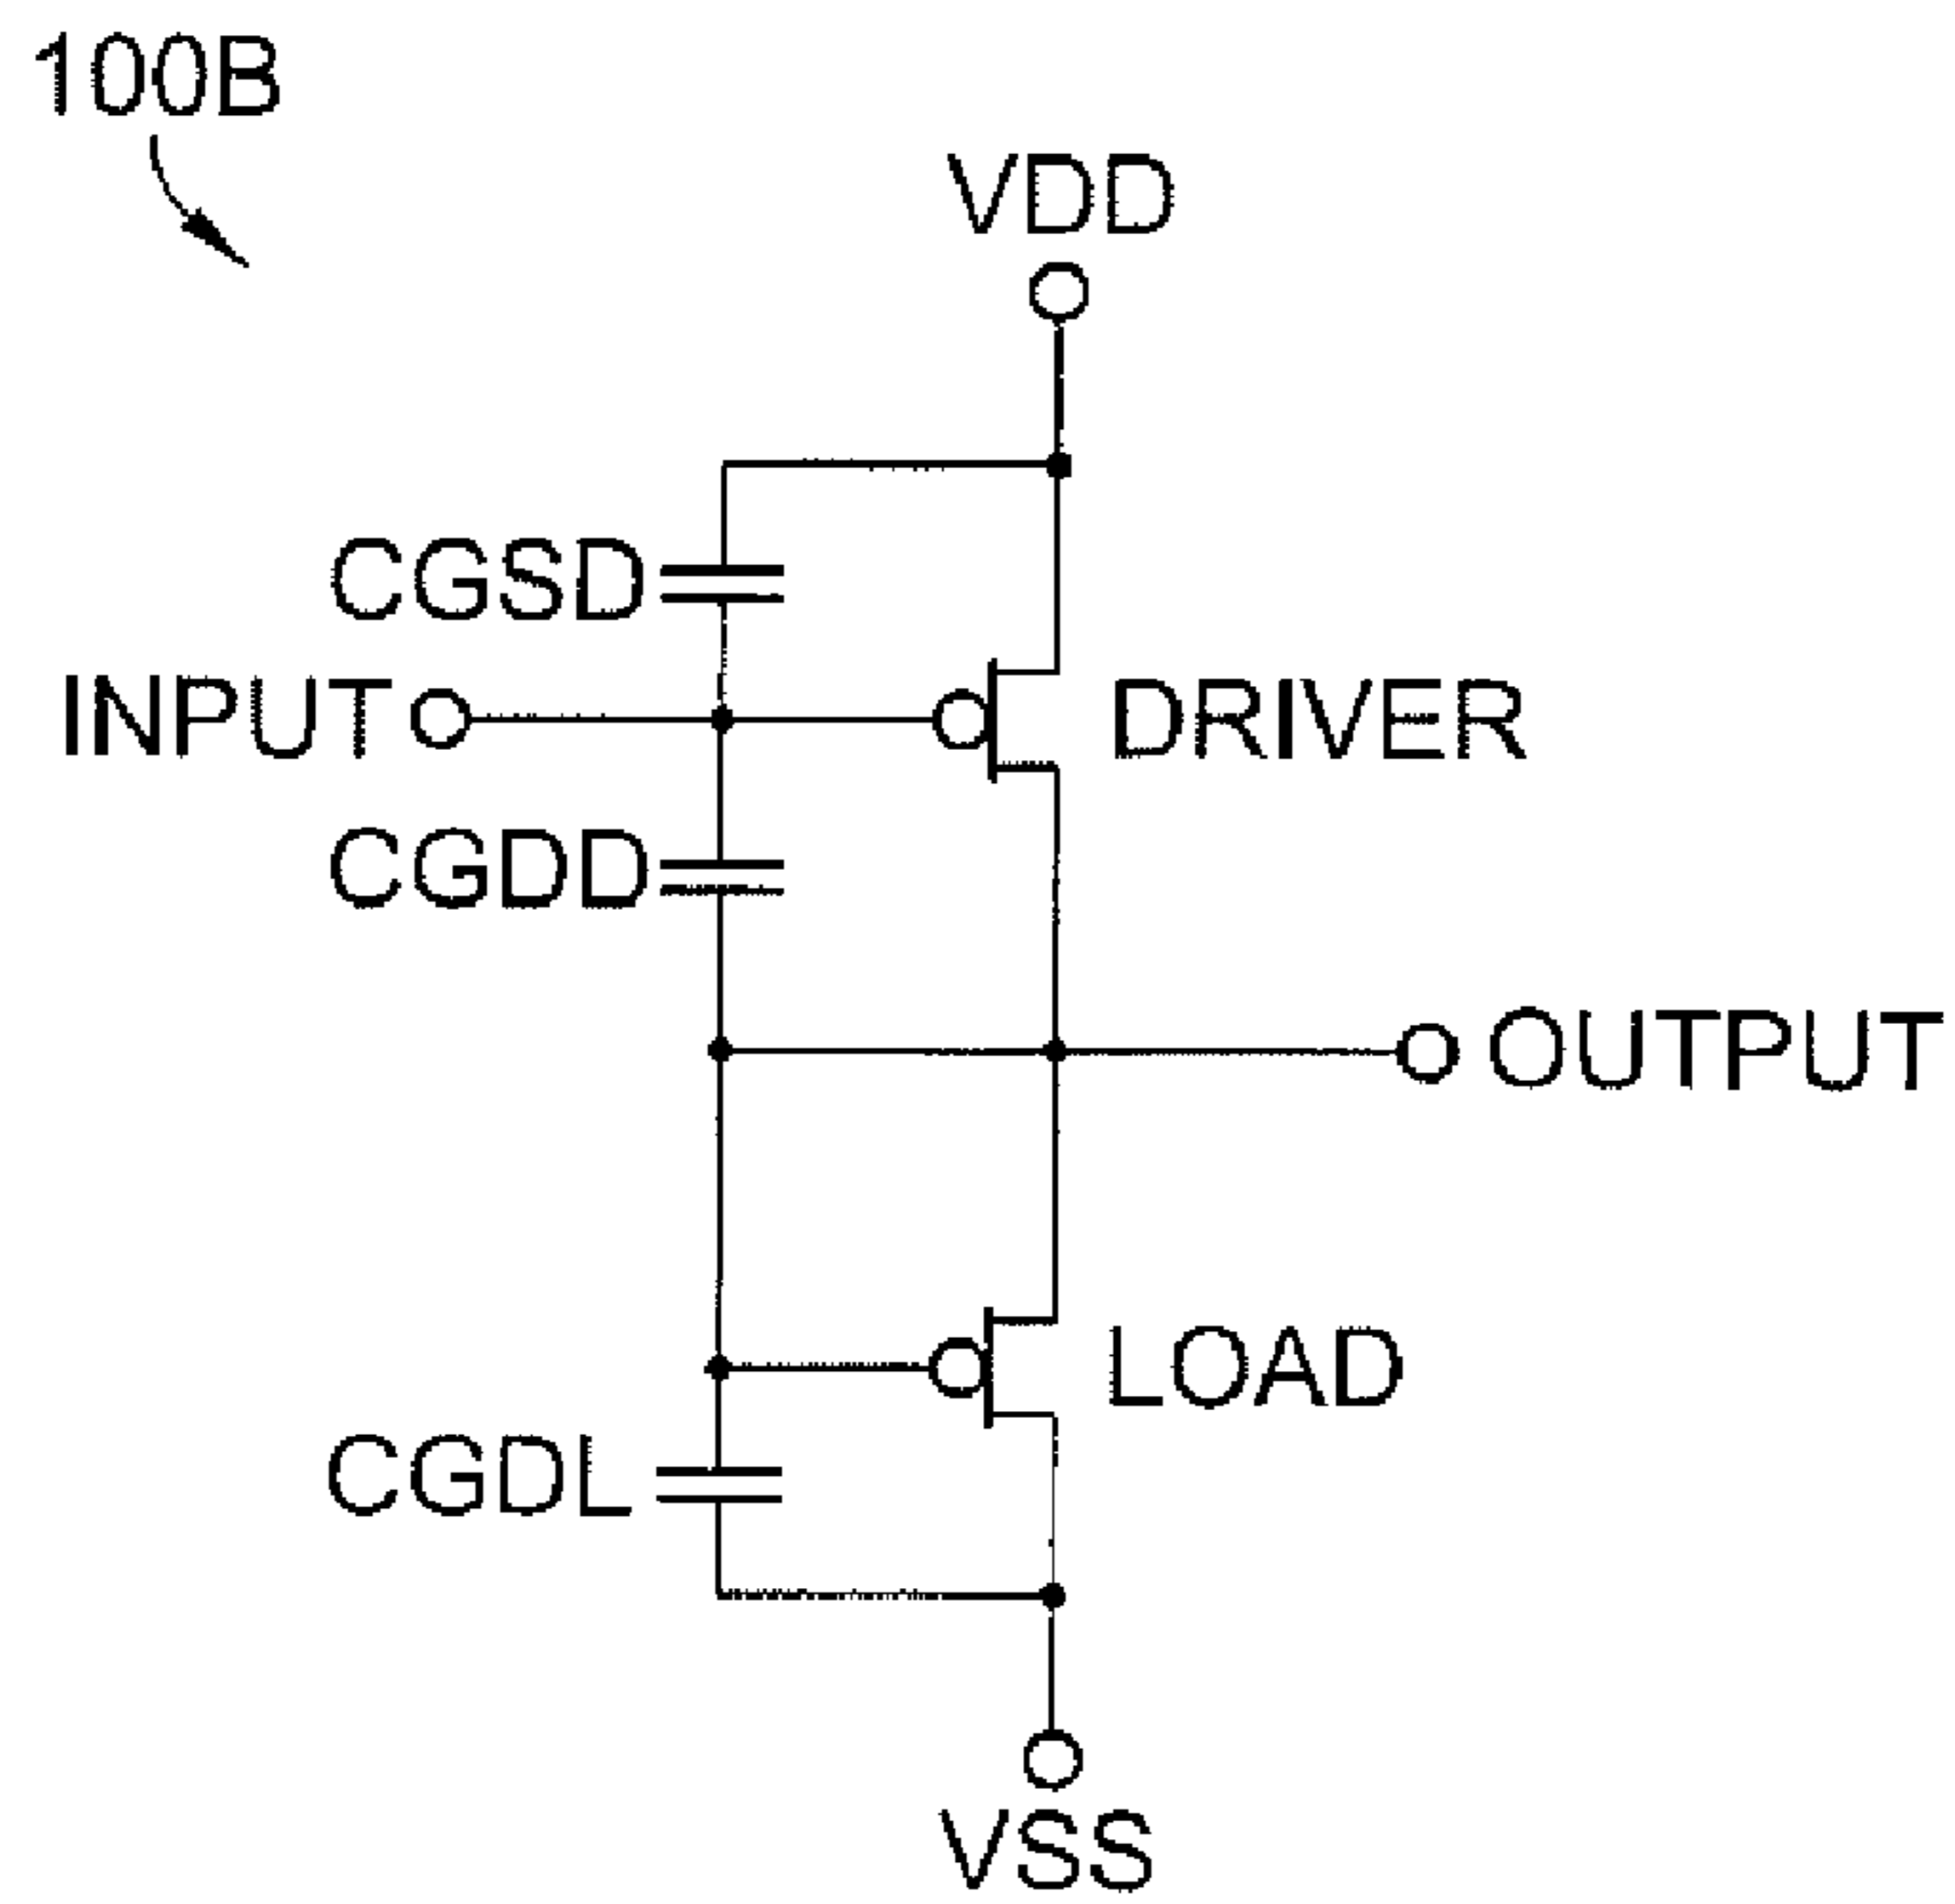 100B
VDD
CGSD
INPUT
DRIVER
CGDD
OUTPUT
LOAD
CGDL
VSS